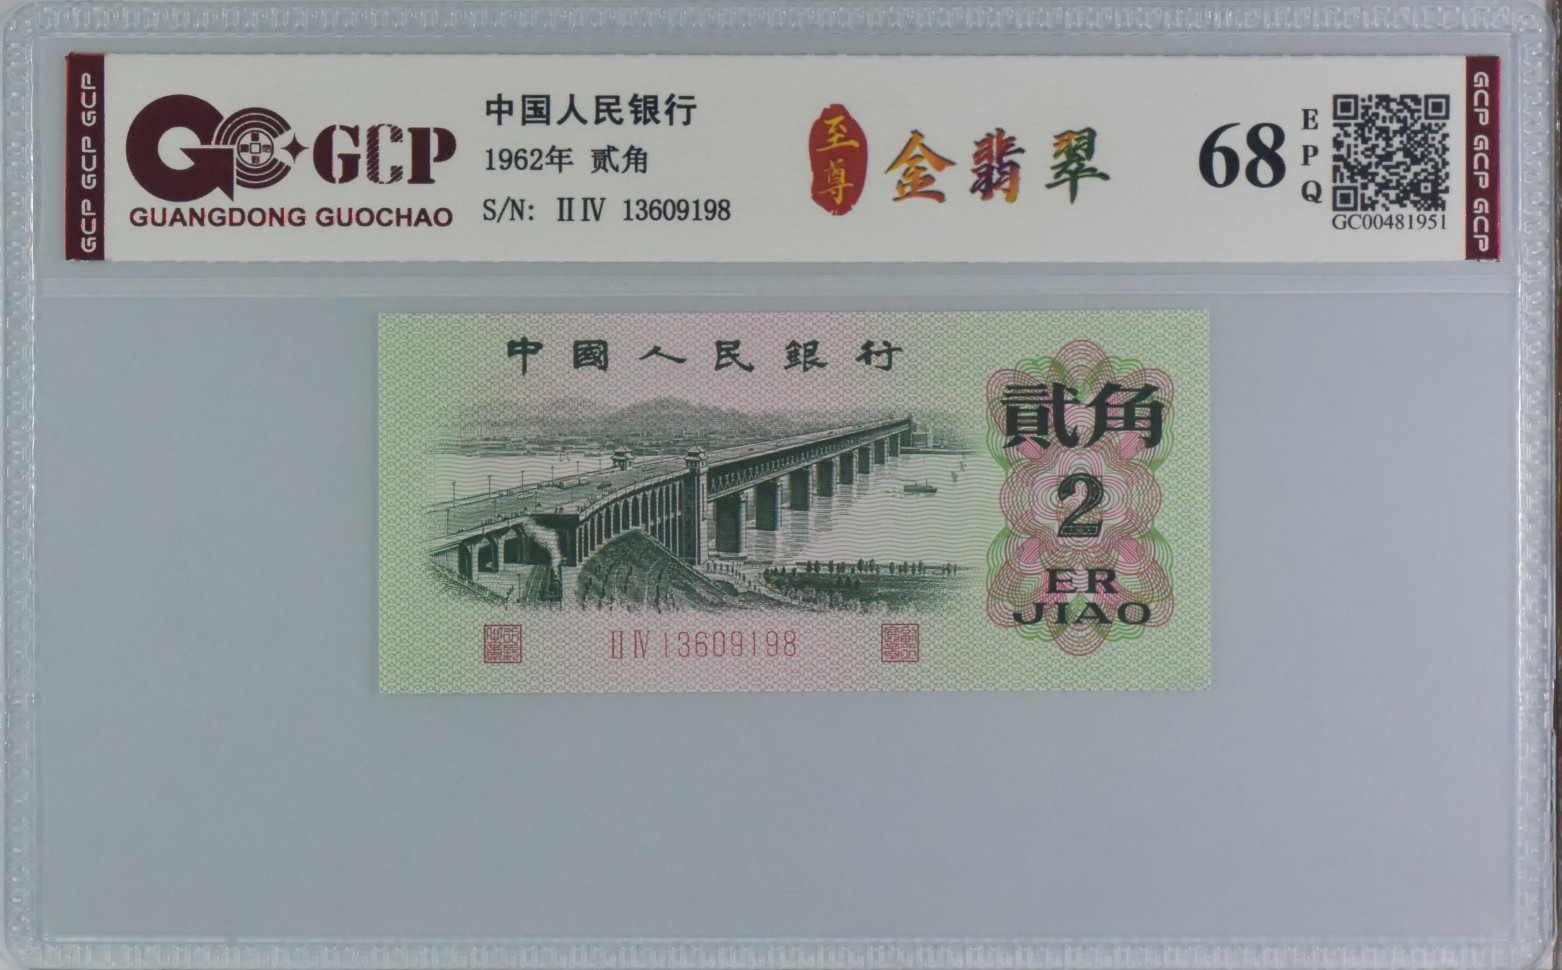 GCP GCP GCP
GCP
GUANGDONG GUOCHAO
中国人民银行
1962年 贰角
S/N: ⅡⅣ 13609198
至尊
金翡翠
68
EPQ
GC00481951
GCP GCP GCP
中國人民銀行
貳角
2
ER
JIAO
ⅡⅣ 13609198